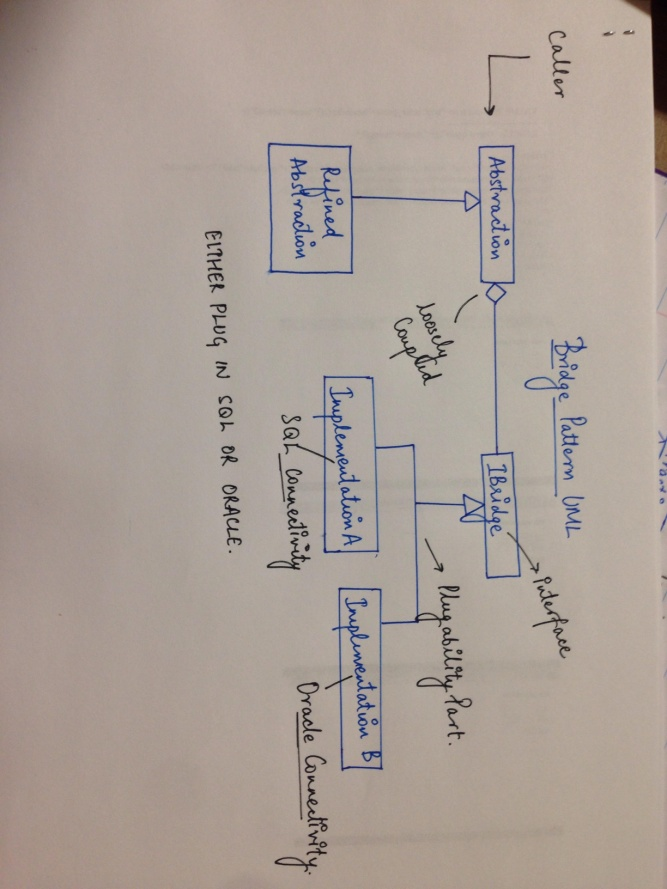 Bridge Pattern UML
Caller
Abstraction
IBridge
interface
loosely
Coupled
Plugability Part.
Refined
Abstraction
Implementation A
SQL Connectivity
Implementation B
Oracle Connectivity.
EITHER PLUG IN SQL OR ORACLE.